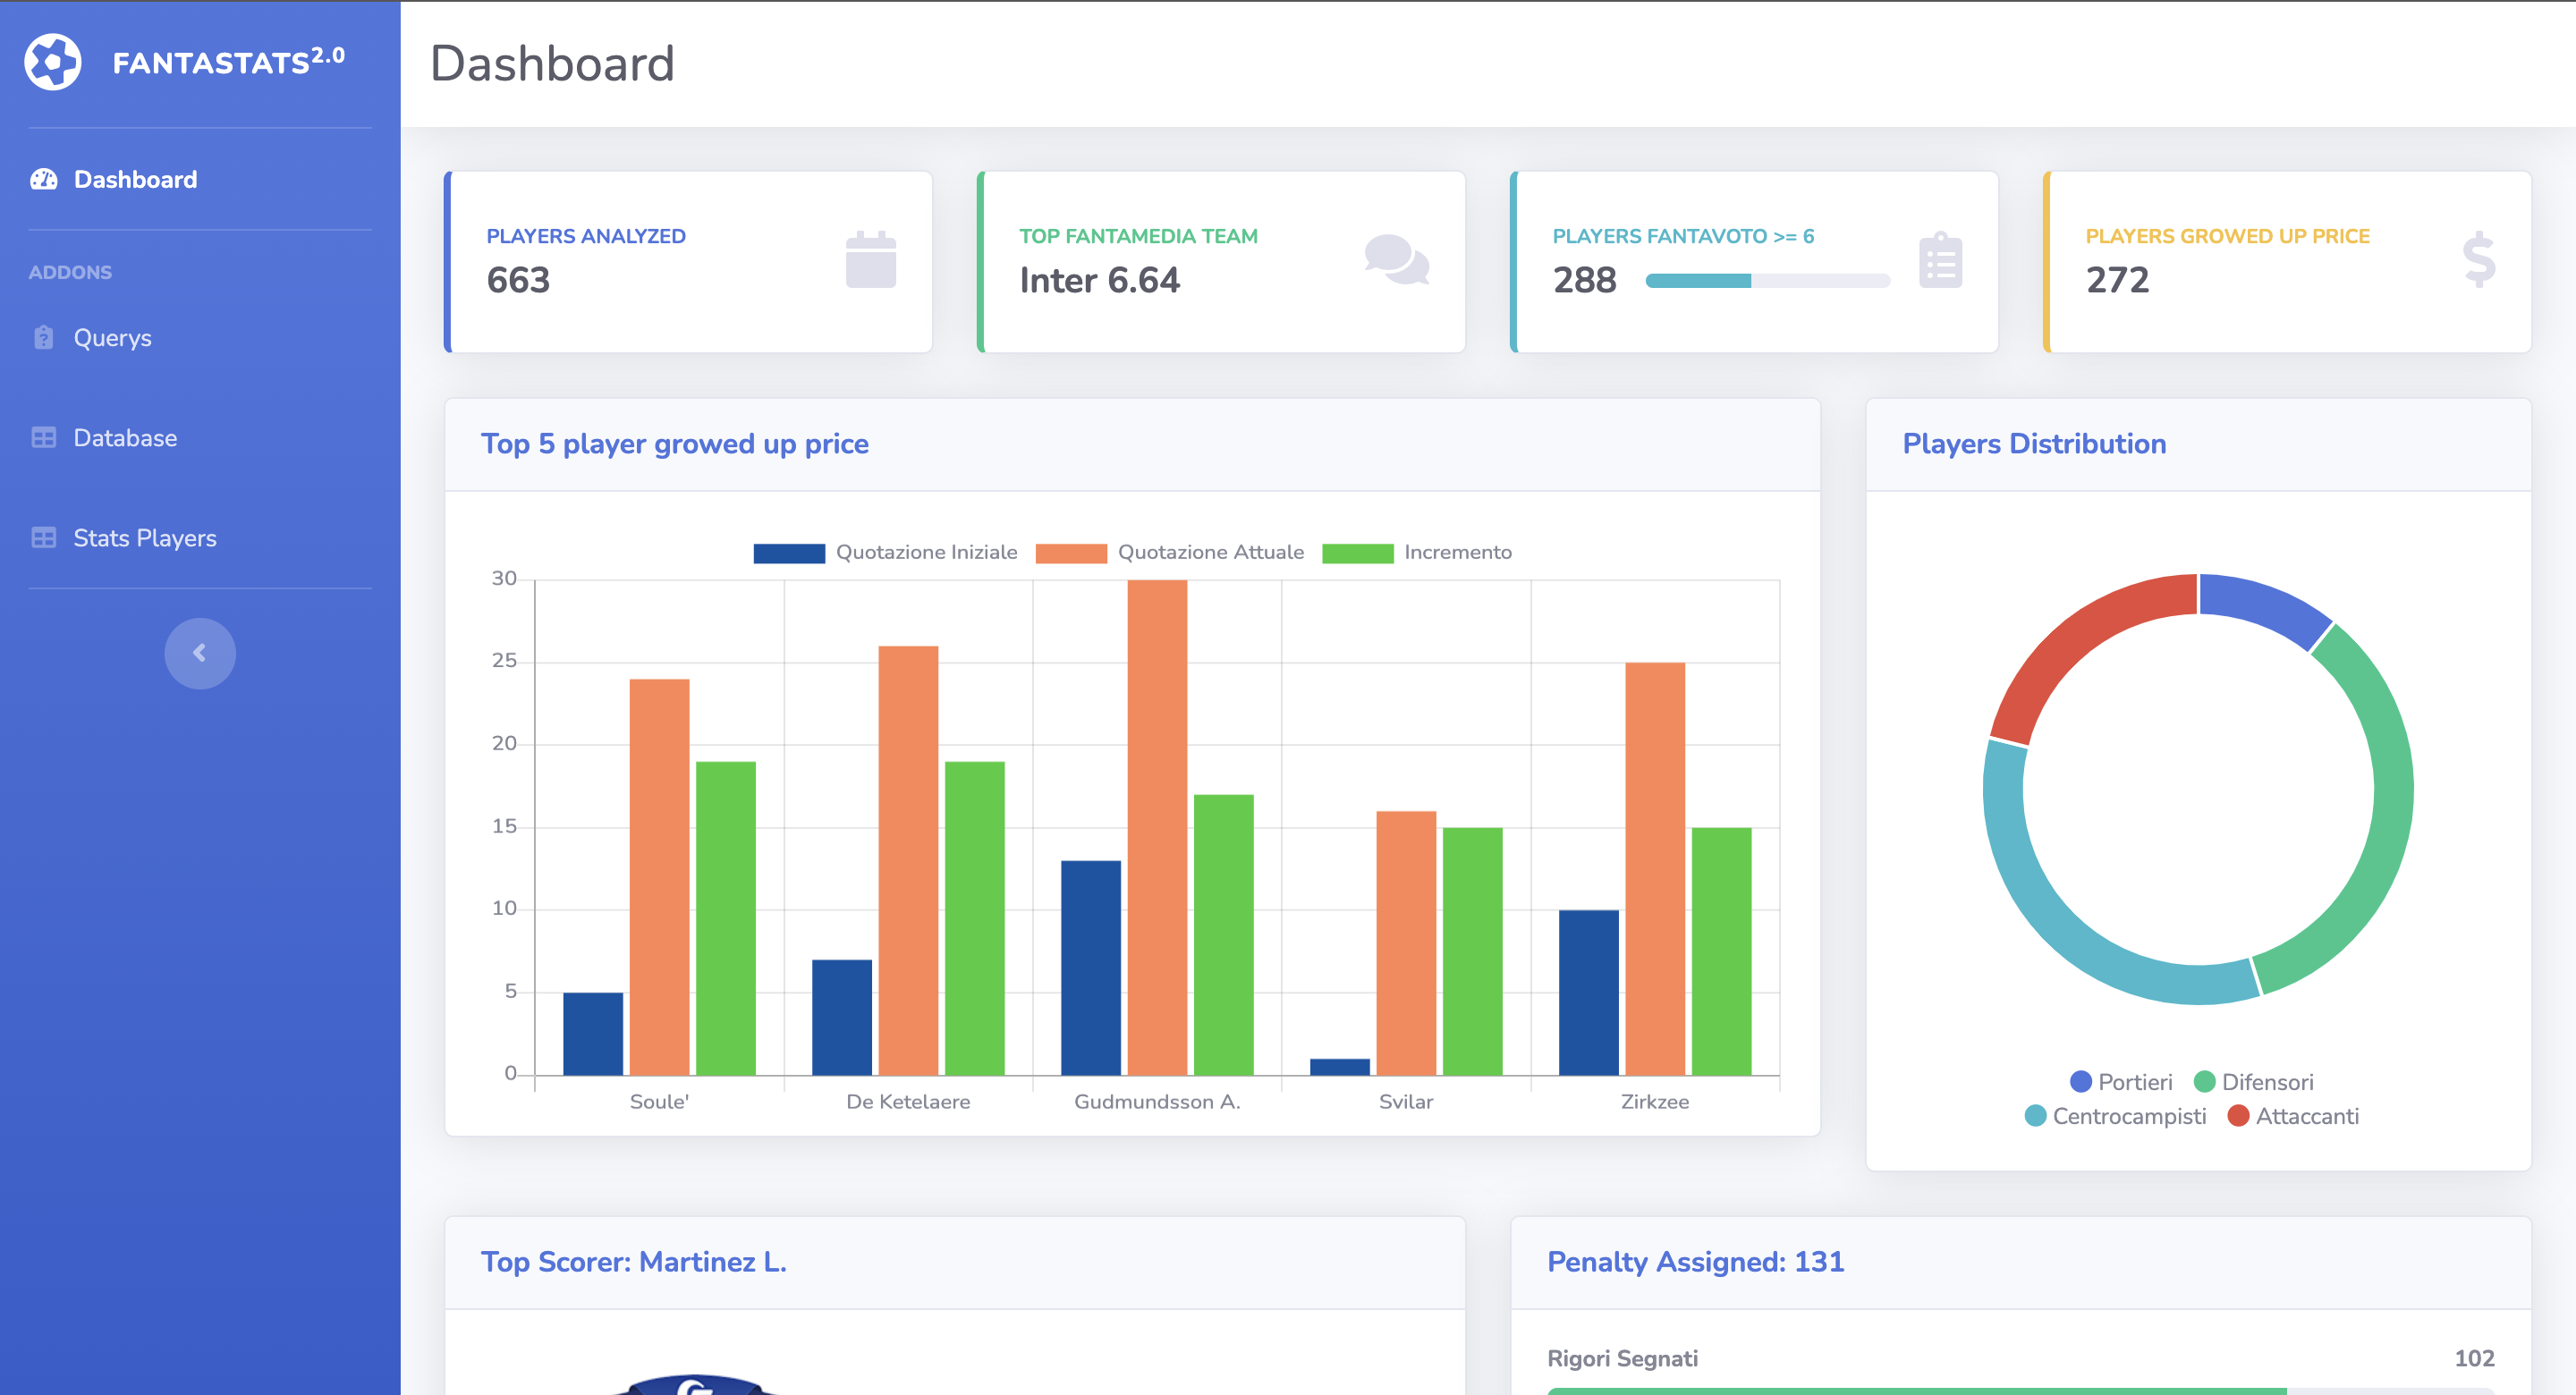 FANTASTATS2.0
Dashboard
Dashboard
ADDONS
Querys
Database
Stats Players
PLAYERS ANALYZED
663
TOP FANTAMEDIA TEAM
Inter 6.64
PLAYERS FANTAVOTO >= 6
288
PLAYERS GROWED UP PRICE
272
Top 5 player growed up price
Quotazione Iniziale Quotazione Attuale Incremento
30
25
20
15
10
5
0
Soule' De Ketelaere Gudmundsson A. Svilar Zirkzee
Players Distribution
Portieri Difensori
Centrocampisti Attaccanti
Top Scorer: Martinez L.
Penalty Assigned: 131
Rigori Segnati 102